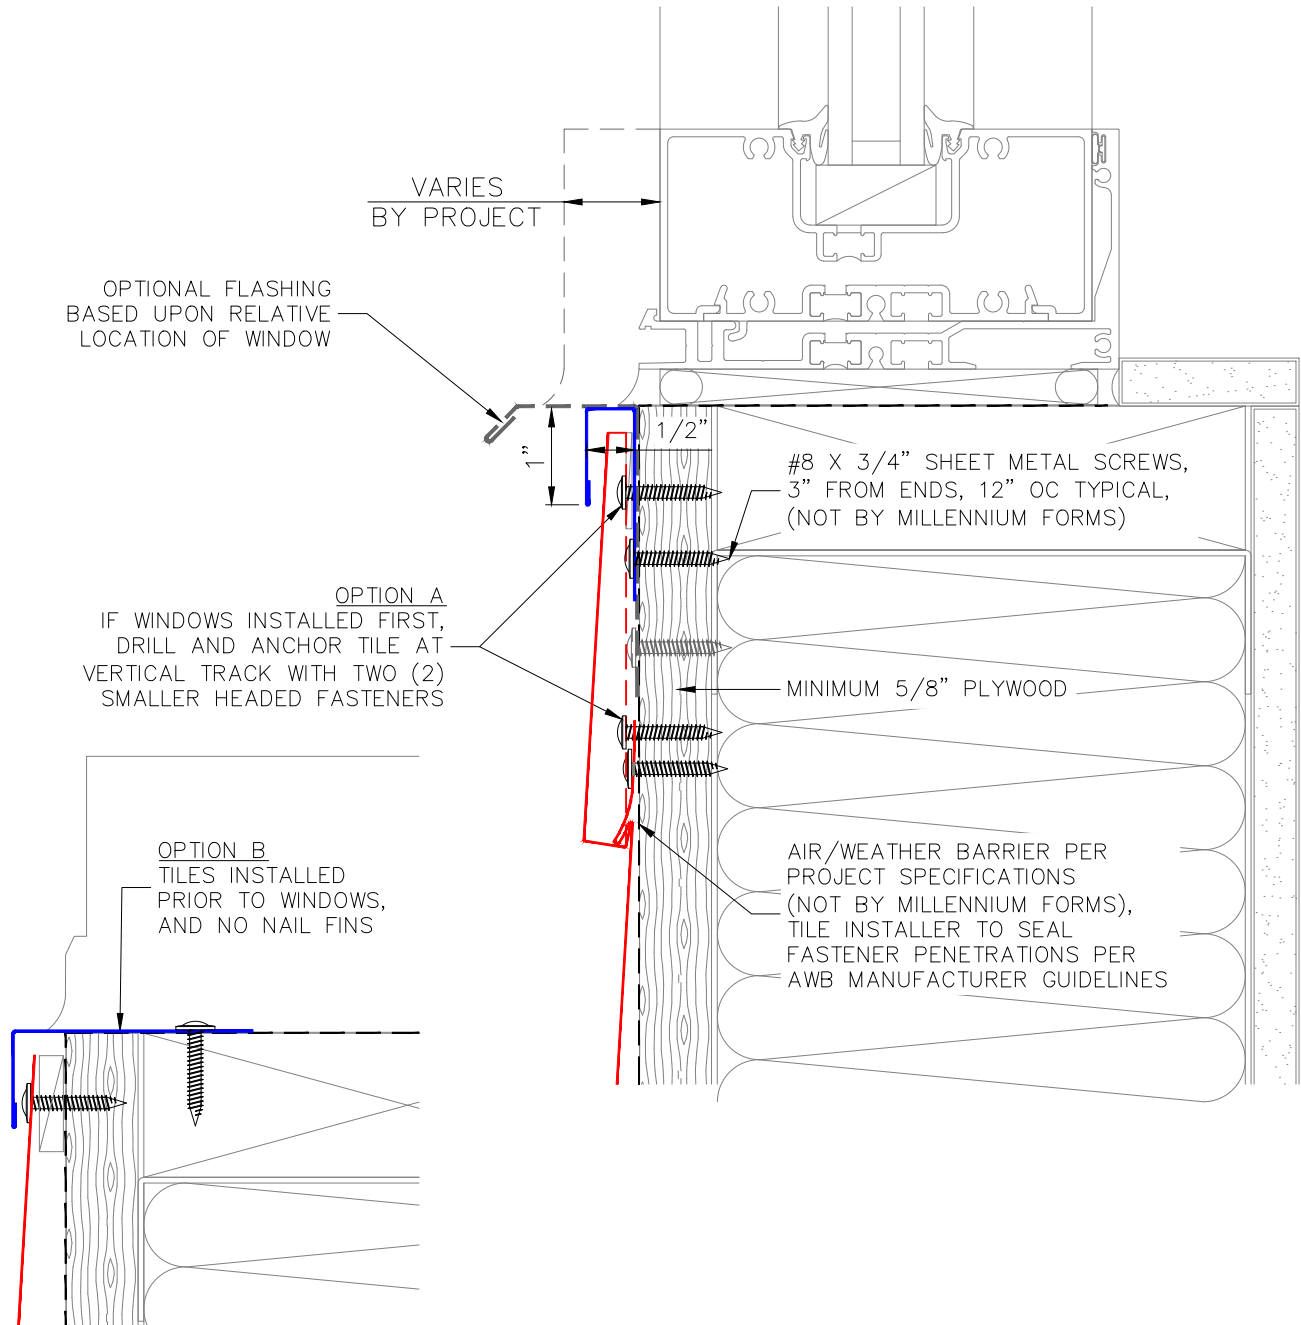 VARIES
BY PROJECT
OPTIONAL FLASHING
BASED UPON RELATIVE
LOCATION OF WINDOW
1"
1/2"
#8 X 3/4" SHEET METAL SCREWS,
3" FROM ENDS, 12" OC TYPICAL,
(NOT BY MILLENNIUM FORMS)
OPTION A
IF WINDOWS INSTALLED FIRST,
DRILL AND ANCHOR TILE AT
VERTICAL TRACK WITH TWO (2)
SMALLER HEADED FASTENERS
MINIMUM 5/8" PLYWOOD
OPTION B
TILES INSTALLED
PRIOR TO WINDOWS,
AND NO NAIL FINS
AIR/WEATHER BARRIER PER
PROJECT SPECIFICATIONS
(NOT BY MILLENNIUM FORMS),
TILE INSTALLER TO SEAL
FASTENER PENETRATIONS PER
AWB MANUFACTURER GUIDELINES